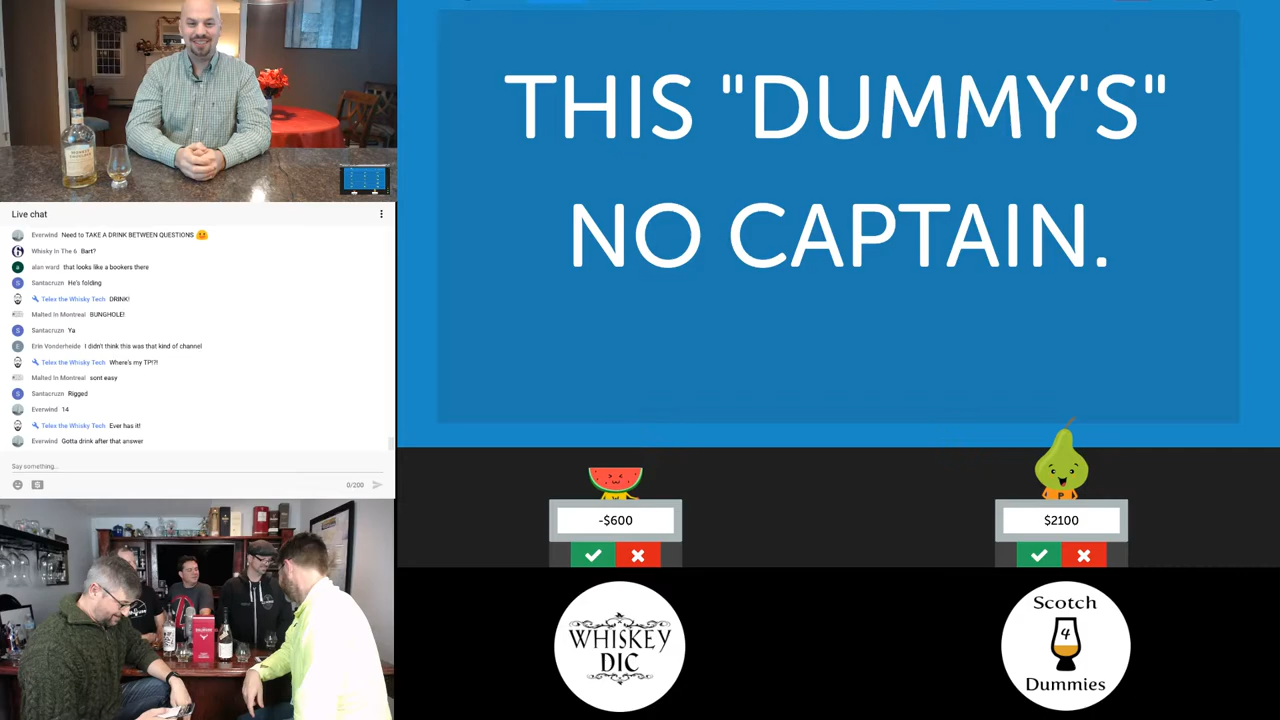 Live chat
Everwind Need to TAKE A DRINK BETWEEN QUESTIONS
Whisky In The 6 Bart?
alan ward that looks like a bookers there
Santacruzn He's folding
Telex the Whisky Tech DRINK!
Malted In Montreal BUNGHOLE!
Santacruzn Ya
Erin Vonderheide I didn't think this was that kind of channel
Telex the Whisky Tech Where's my TP!?!
Malted In Montreal sont easy
Santacruzn Rigged
Everwind 14
Telex the Whisky Tech Ever has it!
Everwind Gotta drink after that answer
Say something...
0/200
THIS "DUMMY'S"
NO CAPTAIN.
-$600
$2100
P
WHISKEY
DIC
Scotch
4
Dummies